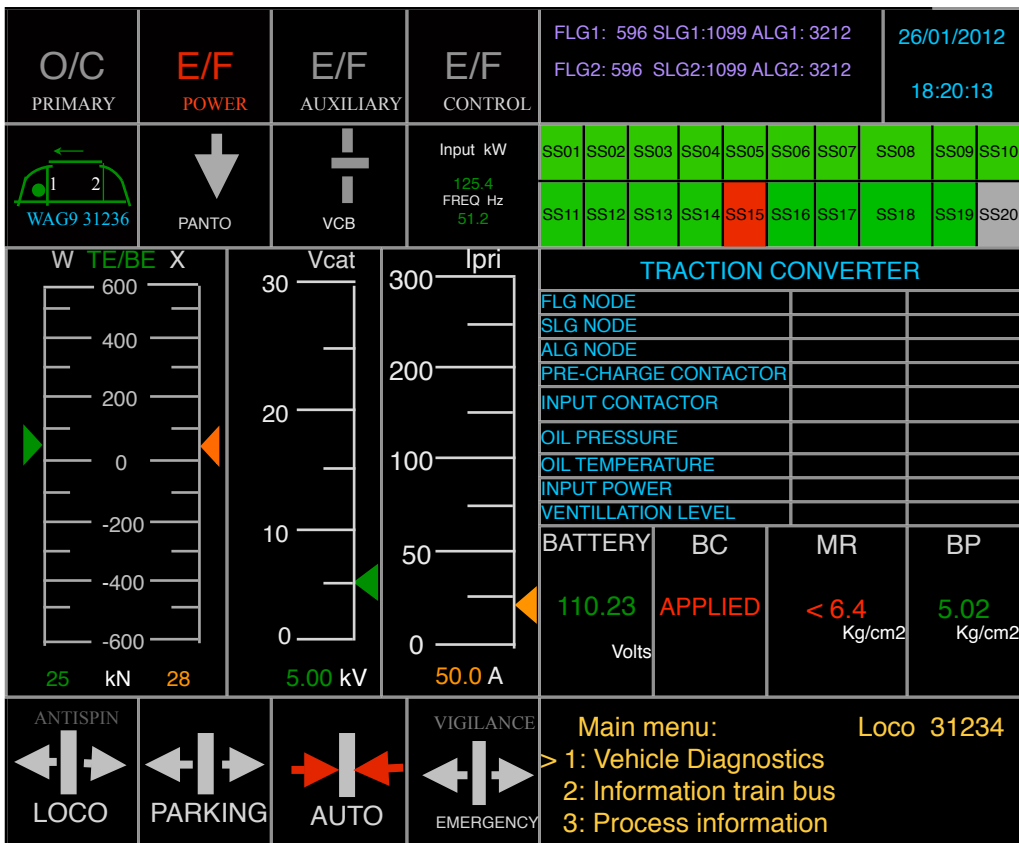 O/C
PRIMARY
E/F
POWER
E/F
AUXILIARY
E/F
CONTROL
FLG1: 596 SLG1:1099 ALG1: 3212
FLG2: 596 SLG2:1099 ALG2: 3212
26/01/2012
18:20:13
1 2
WAG9 31236
PANTO
VCB
Input kW
125.4
FREQ Hz
51.2
SS01 SS02 SS03 SS04 SS05 SS06 SS07 SS08 SS09 SS10
SS11 SS12 SS13 SS14 SS15 SS16 SS17 SS18 SS19 SS20
W TE/BE X
600
400
200
0
-200
-400
-600
25 kN 28
Vcat
30
20
10
0
5.00 kV
Ipri
300
200
100
50
0
50.0 A
TRACTION CONVERTER
FLG NODE
SLG NODE
ALG NODE
PRE-CHARGE CONTACTOR
INPUT CONTACTOR
OIL PRESSURE
OIL TEMPERATURE
INPUT POWER
VENTILLATION LEVEL
BATTERY
110.23
Volts
BC
APPLIED
MR
< 6.4
Kg/cm2
BP
5.02
Kg/cm2
ANTISPIN
LOCO
PARKING
AUTO
VIGILANCE
EMERGENCY
Main menu: Loco 31234
> 1: Vehicle Diagnostics
2: Information train bus
3: Process information